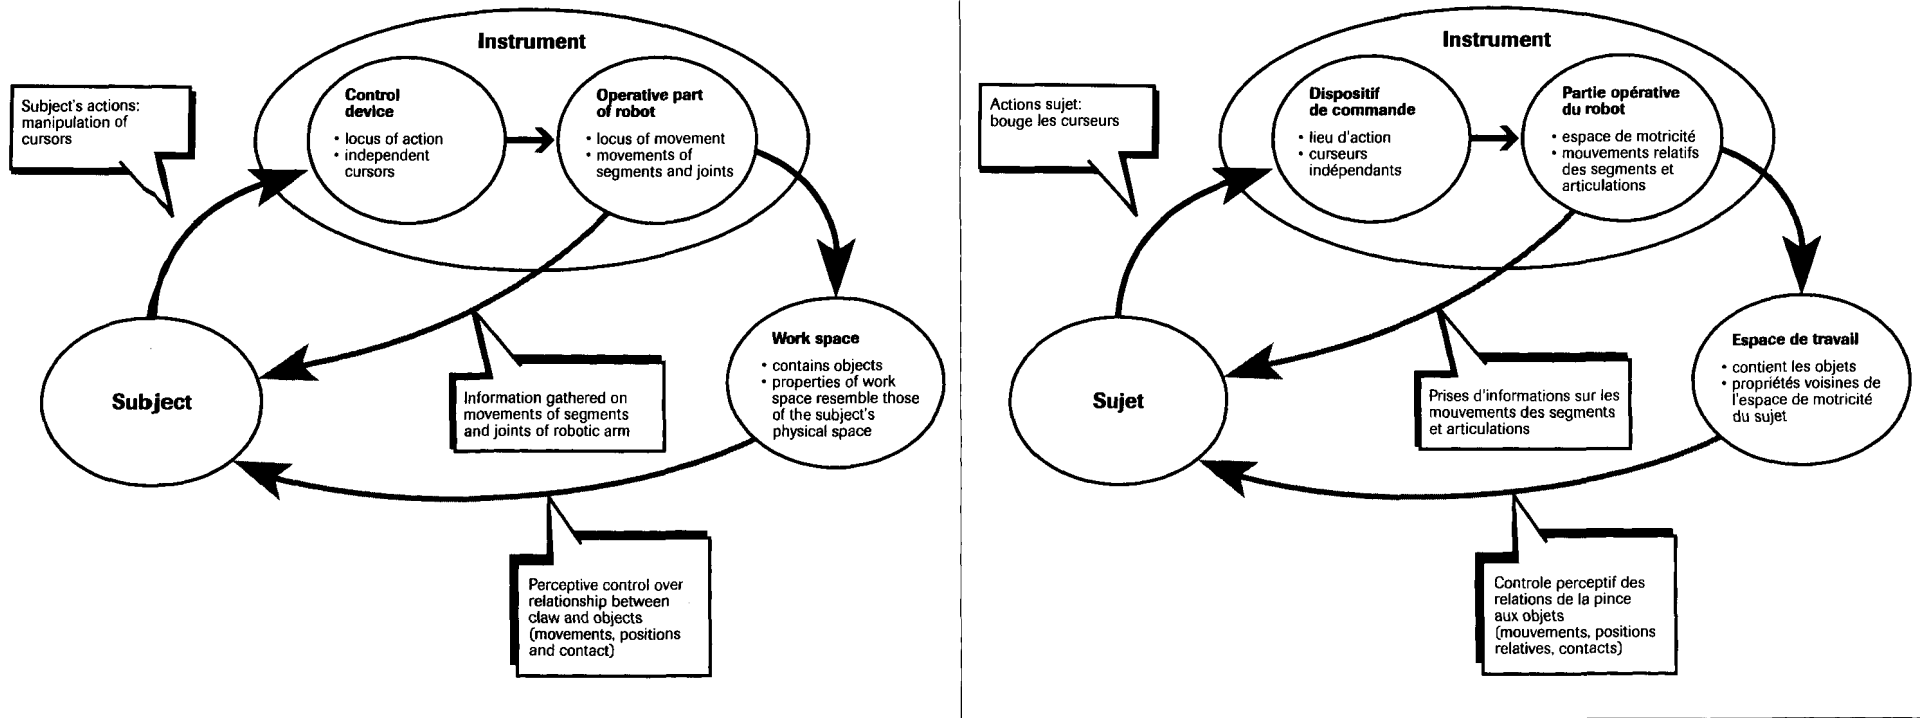 Instrument
Control
device
• locus of action
• independent
cursors
Operative part
of robot
• locus of movement
• movements of
segments and joints
Subject's actions:
manipulation of
cursors
Subject
Work space
• contains objects
• properties of work
space resemble those
of the subject's
physical space
Information gathered on
movements of segments
and joints of robotic arm
Perceptive control over
relationship between
claw and objects
(movements, positions
and contact)
Instrument
Dispositif
de commande
• lieu d'action
• curseurs
indépendants
Partie opérative
du robot
• espace de motricité
• mouvements relatifs
des segments et
articulations
Actions sujet:
bouge les curseurs
Sujet
Espace de travail
• contient les objets
• propriétés voisines de
l'espace de motricité
du sujet
Prises d'informations sur les
mouvements des segments
et articulations
Controle perceptif des
relations de la pince
aux objets
(mouvements, positions
relatives, contacts)